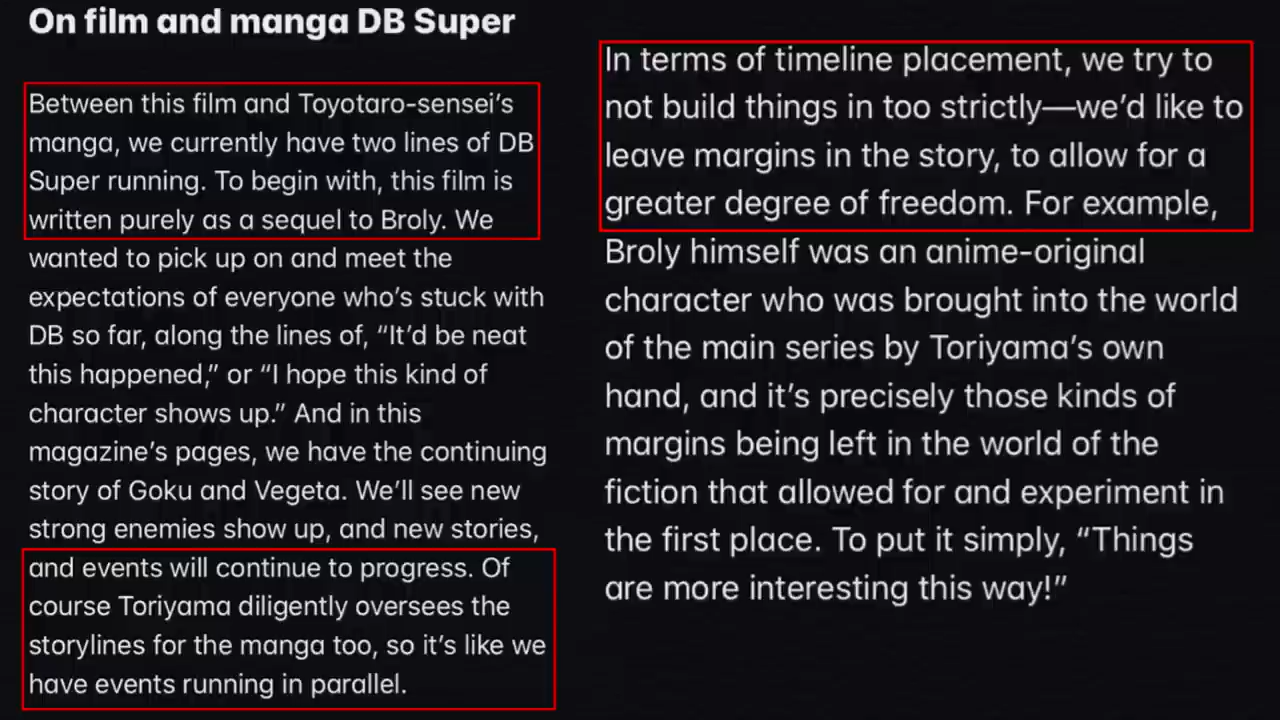 On film and manga DB Super
Between this film and Toyotaro-sensei's
manga, we currently have two lines of DB
Super running. To begin with, this film is
written purely as a sequel to Broly. We
wanted to pick up on and meet the
expectations of everyone who's stuck with
DB so far, along the lines of, “It'd be neat
this happened,” or “I hope this kind of
character shows up.” And in this
magazine's pages, we have the continuing
story of Goku and Vegeta. We'll see new
strong enemies show up, and new stories,
and events will continue to progress. Of
course Toriyama diligently oversees the
storylines for the manga too, so it's like we
have events running in parallel.
In terms of timeline placement, we try to
not build things in too strictly—we'd like to
leave margins in the story, to allow for a
greater degree of freedom. For example,
Broly himself was an anime-original
character who was brought into the world
of the main series by Toriyama's own
hand, and it's precisely those kinds of
margins being left in the world of the
fiction that allowed for and experiment in
the first place. To put it simply, “Things
are more interesting this way!”